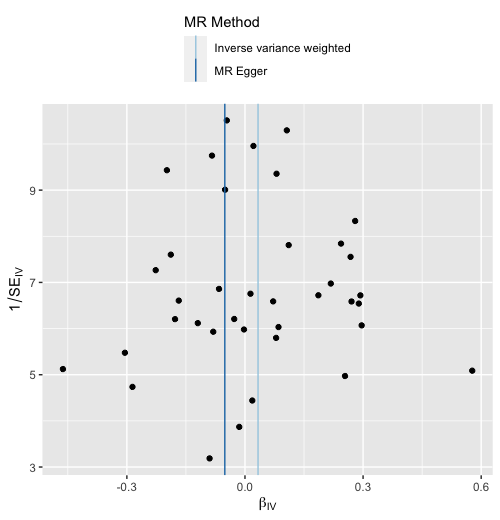 MR Method
Inverse variance weighted
MR Egger
9
7
5
3
1/SE_IV
-0.3 0.0 0.3 0.6
β_IV